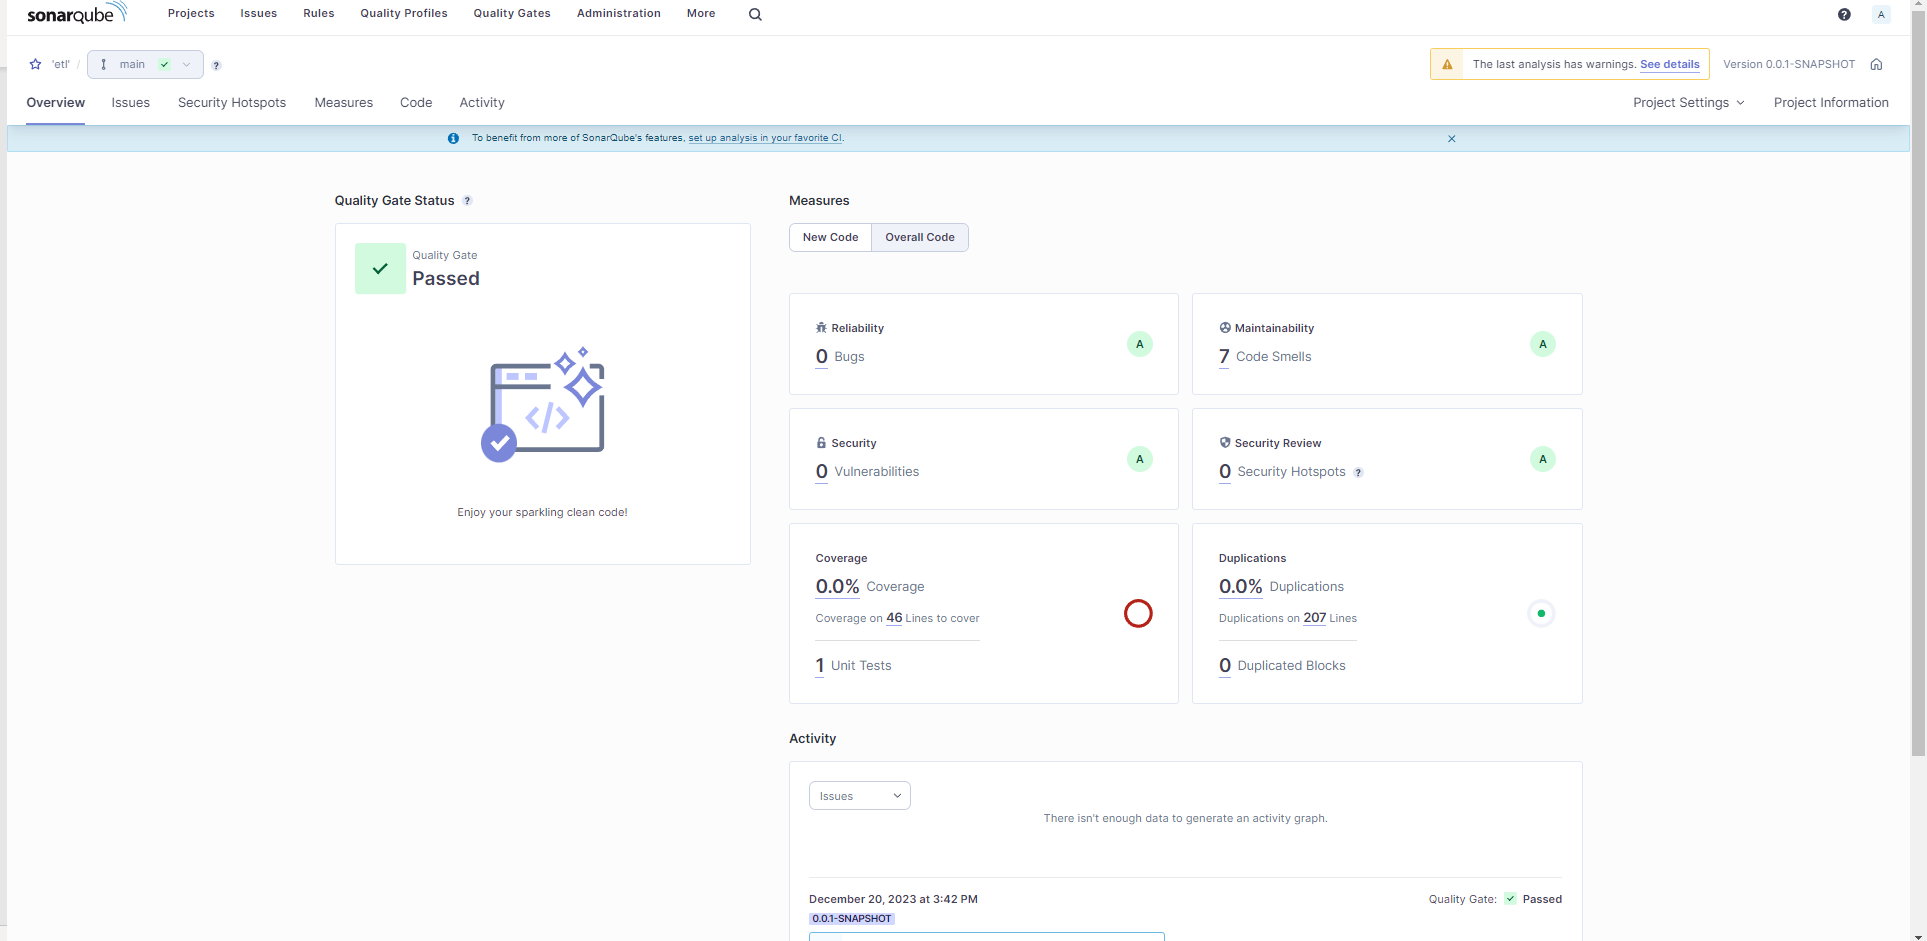 sonarqube Projects Issues Rules Quality Profiles Quality Gates Administration More ? A
'etl' / main ? The last analysis has warnings. See details Version 0.0.1-SNAPSHOT
Overview Issues Security Hotspots Measures Code Activity Project Settings Project Information
To benefit from more of SonarQube's features, set up analysis in your favorite CI.
Quality Gate Status ?
Quality Gate
Passed
</>
Enjoy your sparkling clean code!
Measures
New Code Overall Code
Reliability
0 Bugs A
Maintainability
7 Code Smells A
Security
0 Vulnerabilities A
Security Review
0 Security Hotspots ? A
Coverage
0.0% Coverage
Coverage on 46 Lines to cover
1 Unit Tests
Duplications
0.0% Duplications
Duplications on 207 Lines
0 Duplicated Blocks
Activity
Issues
There isn't enough data to generate an activity graph.
December 20, 2023 at 3:42 PM Quality Gate: Passed
0.0.1-SNAPSHOT